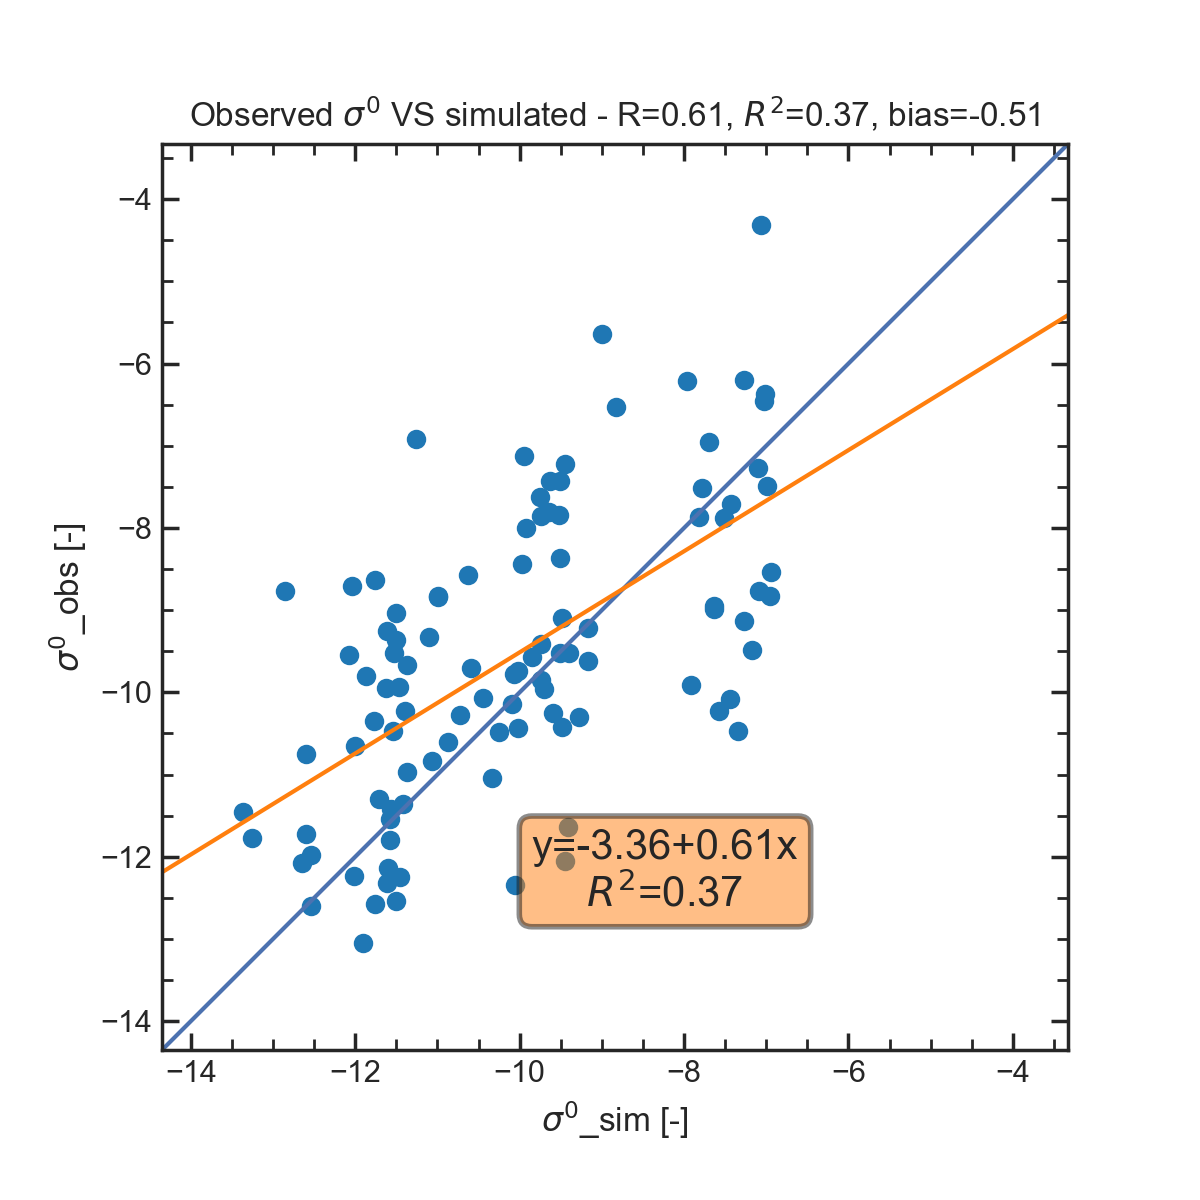 Observed σ⁰ VS simulated - R=0.61, R²=0.37, bias=-0.51
−4
−6
−8
−10
−12
−14
σ⁰_obs [-]
y=-3.36+0.61x
R²=0.37
−14
−12
−10
−8
−6
−4
σ⁰_sim [-]